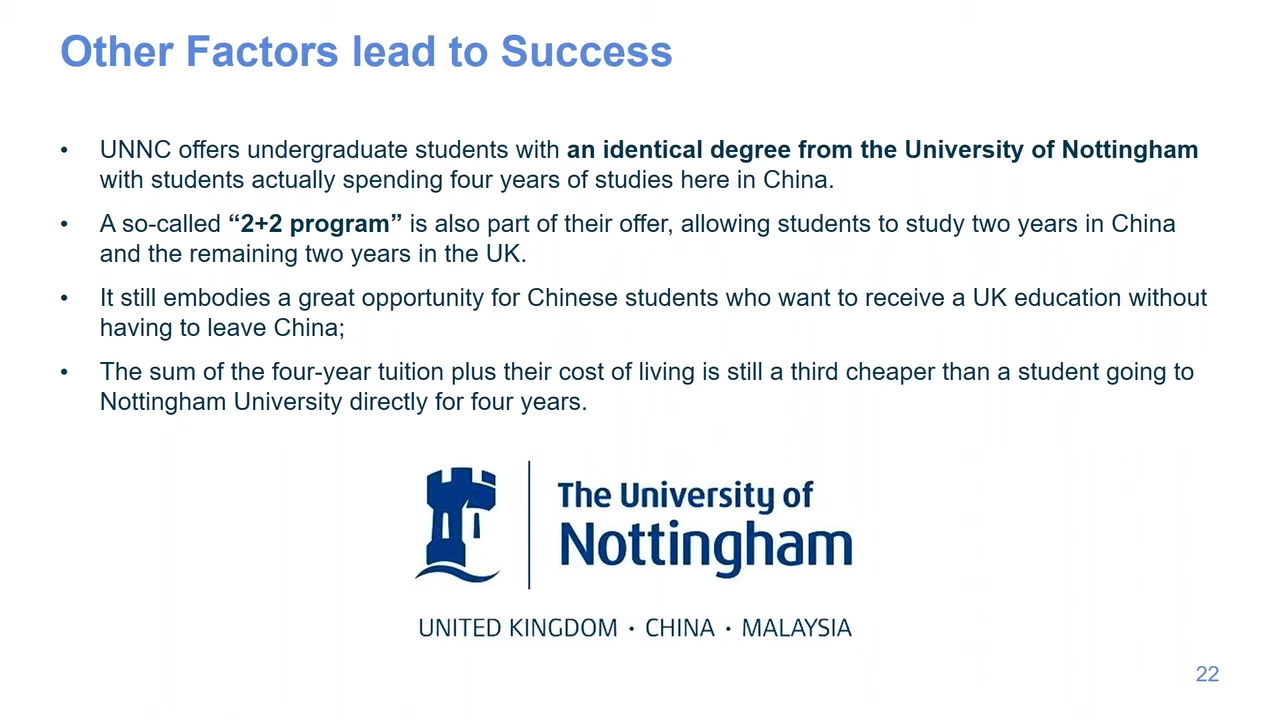 Other Factors lead to Success
• UNNC offers undergraduate students with an identical degree from the University of Nottingham
with students actually spending four years of studies here in China.
• A so-called “2+2 program” is also part of their offer, allowing students to study two years in China
and the remaining two years in the UK.
• It still embodies a great opportunity for Chinese students who want to receive a UK education without
having to leave China;
• The sum of the four-year tuition plus their cost of living is still a third cheaper than a student going to
Nottingham University directly for four years.
The University of
Nottingham
UNITED KINGDOM · CHINA · MALAYSIA
22